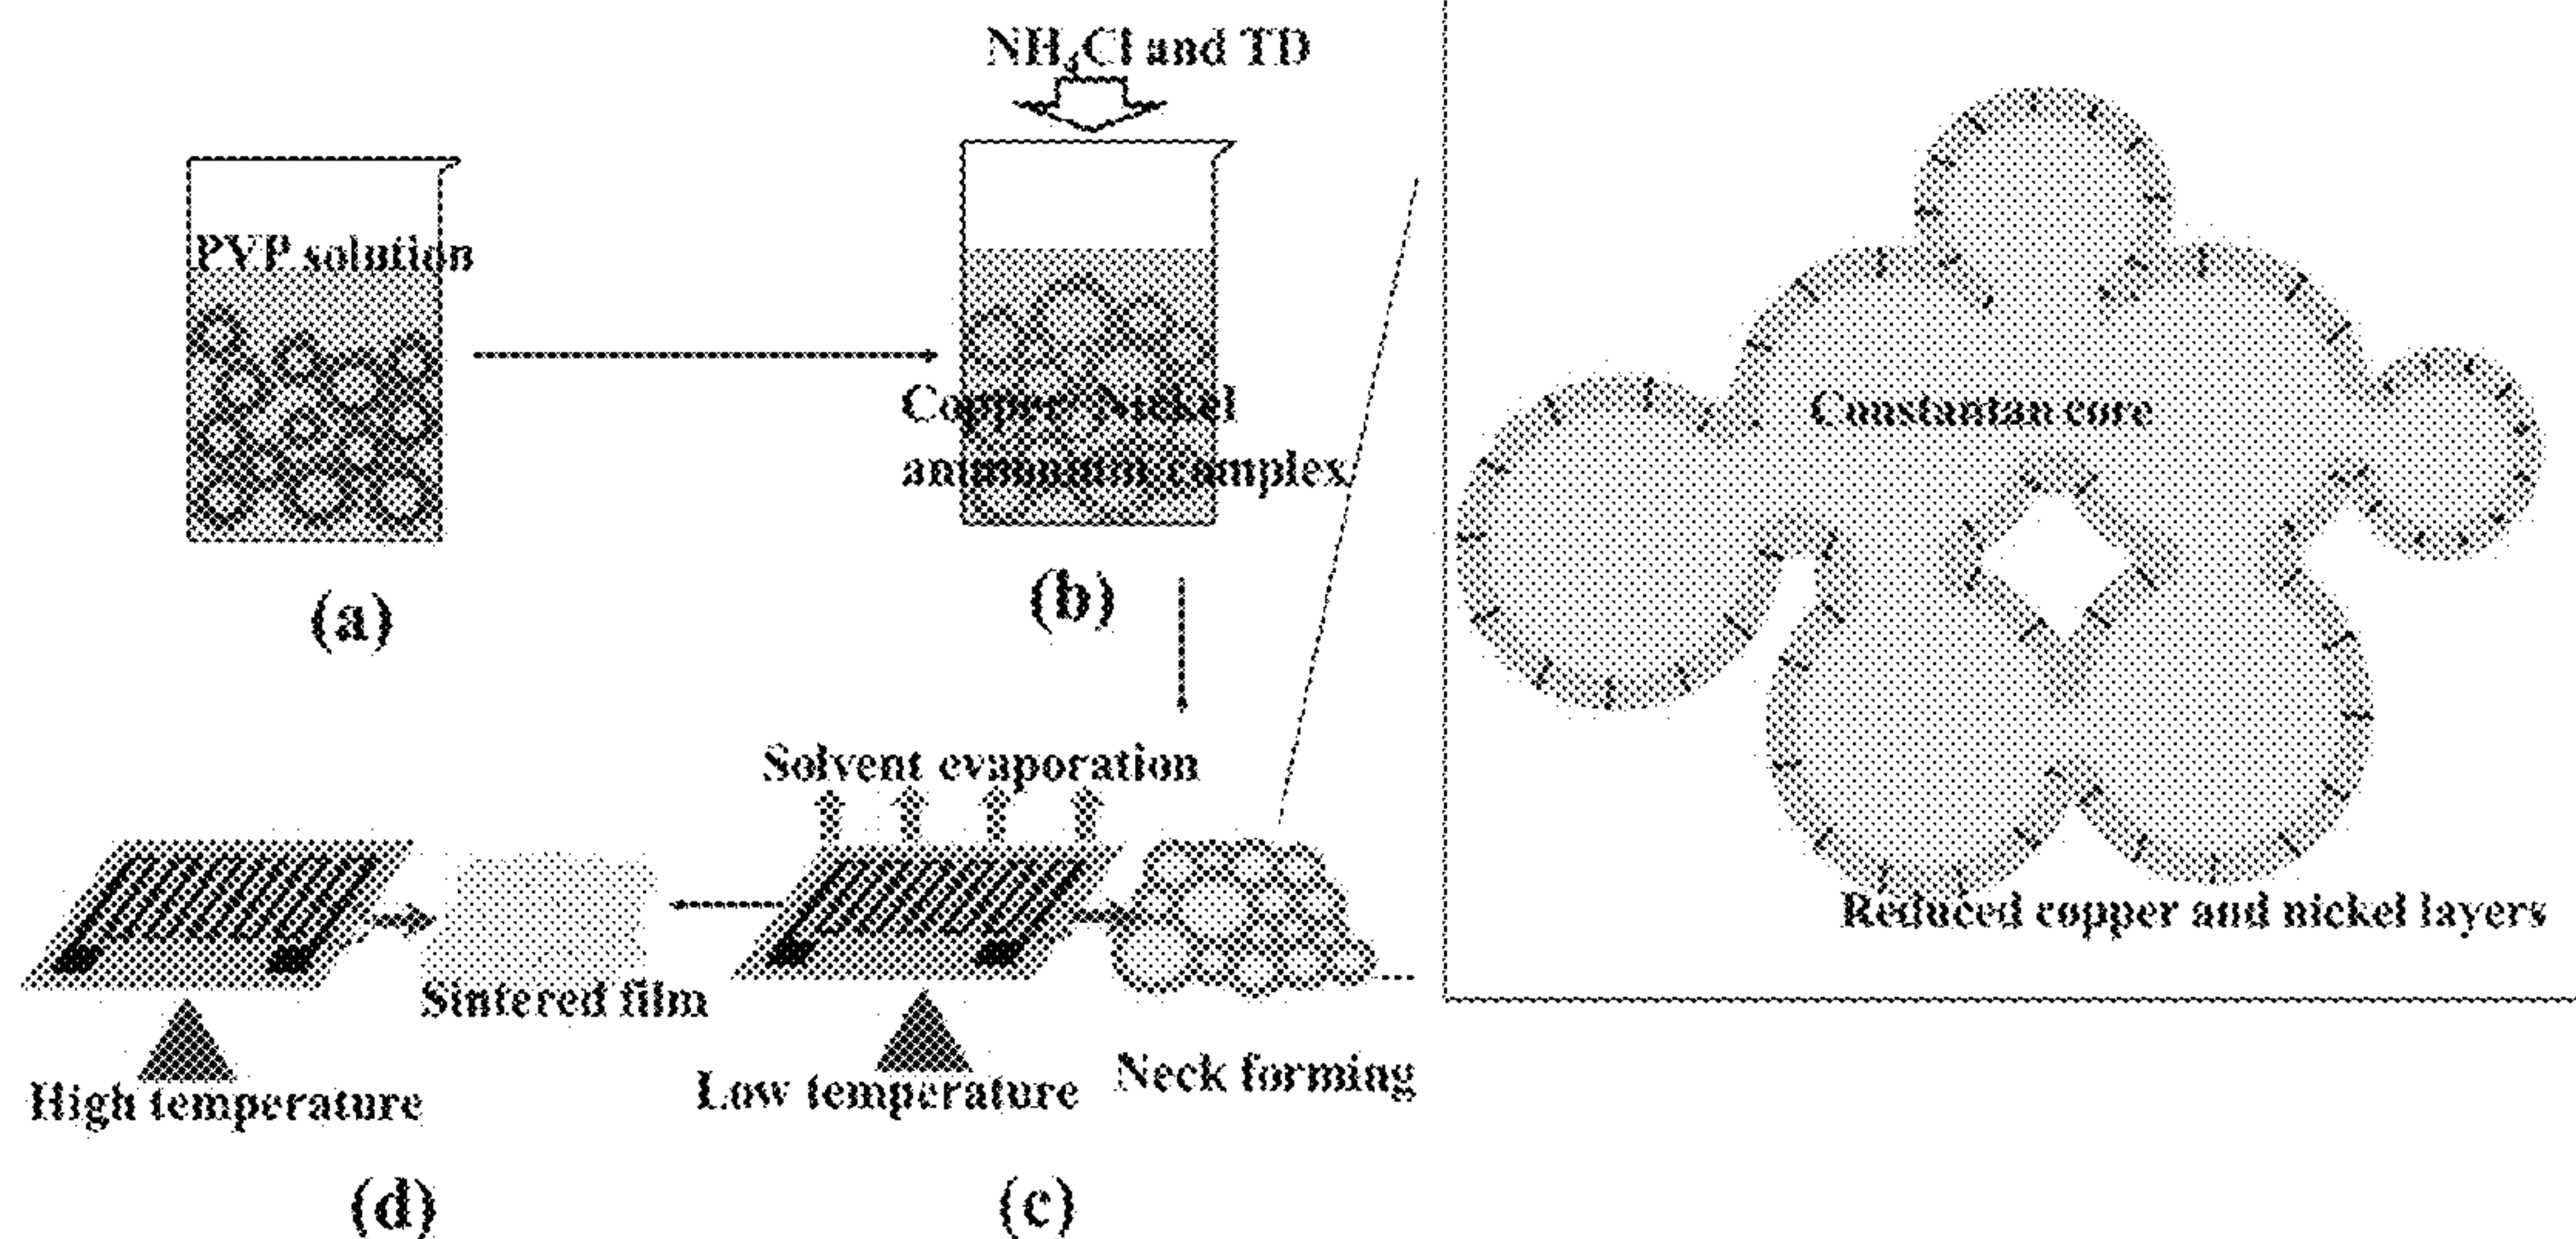 NH₄Cl and TD
PVP solution
Copper Nickel
ammonium complex
(a)
(b)
Constantan core
Reduced copper and nickel layers
Solvent evaporation
Sintered film
High temperature
Low temperature
Neck forming
(d)
(c)